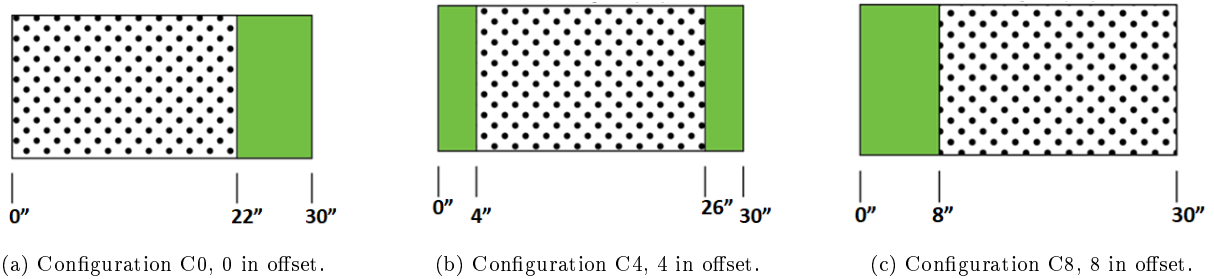 0” 22” 30”
0” 4” 26” 30”
0” 8” 30”
(a) Configuration C0, 0 in offset.
(b) Configuration C4, 4 in offset.
(c) Configuration C8, 8 in offset.